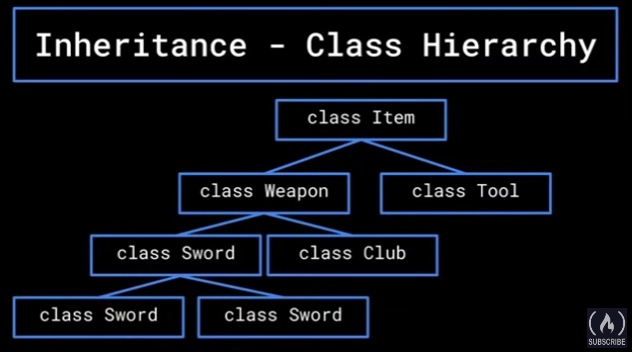 Inheritance - Class Hierarchy
class Item
class Weapon
class Tool
class Sword
class Club
class Sword
class Sword
SUBSCRIBE